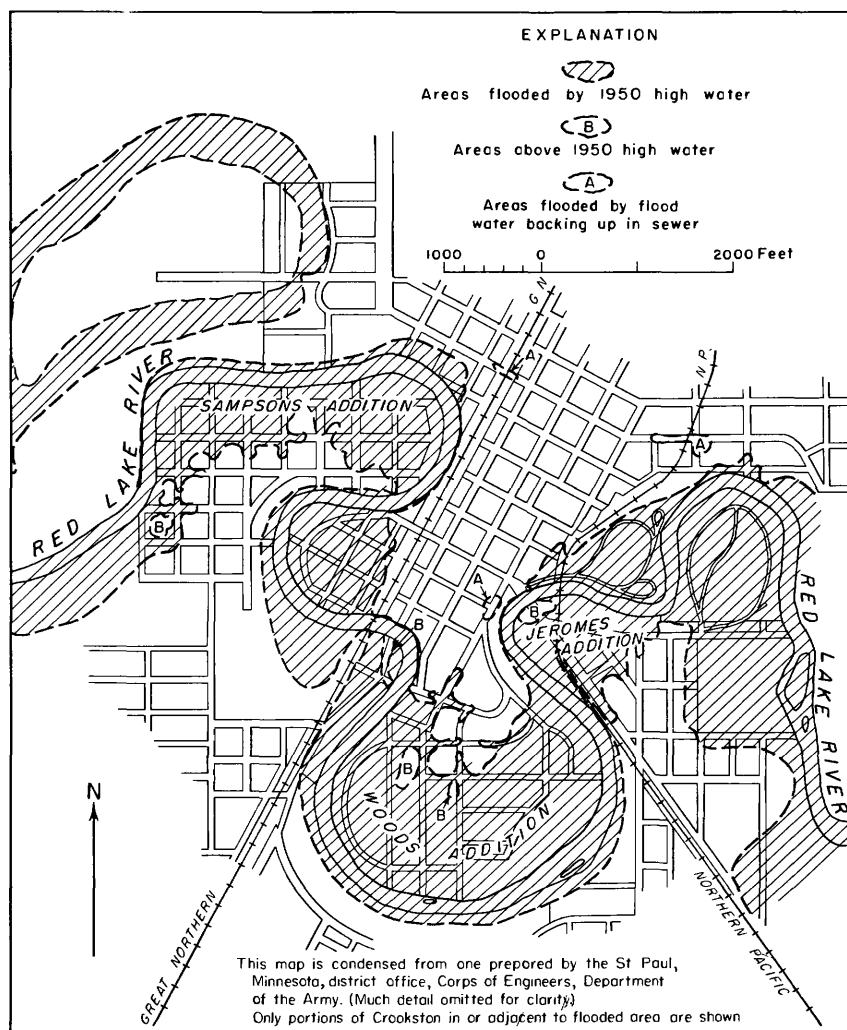 EXPLANATION
Areas flooded by 1950 high water
B
Areas above 1950 high water
A
Areas flooded by flood
water backing up in sewer
1000 0 2000 Feet
G N
N. P.
A
RED LAKE RIVER
SAMPSONS ADDITION
A
B
A
B
B
JEROMES
ADDITION
RED LAKE RIVER
B
B
WOODS
ADDITION
N
GREAT NORTHERN
NORTHERN PACIFIC
This map is condensed from one prepared by the St Paul,
Minnesota, district office, Corps of Engineers, Department
of the Army. (Much detail omitted for clarity.)
Only portions of Crookston in or adjacent to flooded area are shown